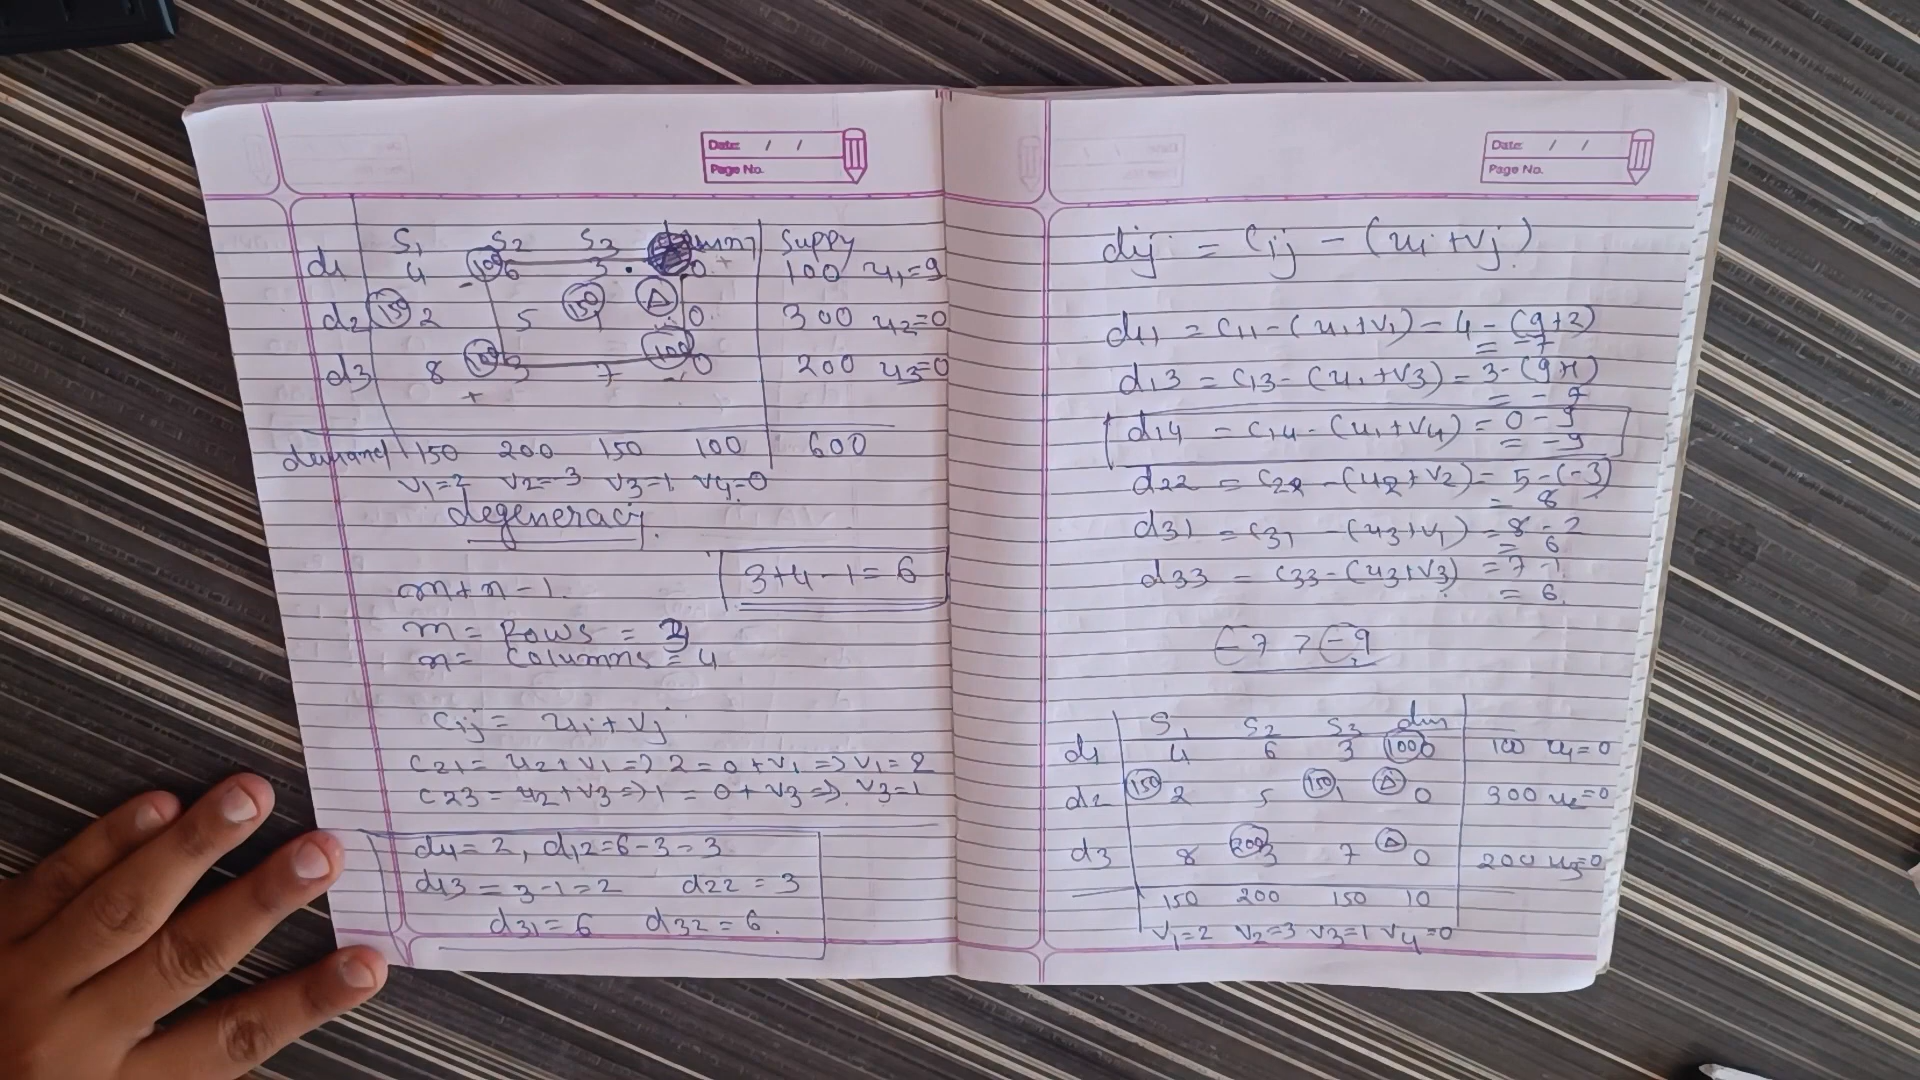 Date: / /
Page No.
S1 S2 S3 Supply
d1 4 100 6 3 0 + 100 u1=9
-
d2 150 2 5 150 1 Δ 0 300 u2=0
d3 8 100 3 7 100 - 0 200 u3=0
+
demand 150 200 150 100 600
v1=2 v2=-3 v3=1 v4=0
degeneracy.
m+n-1. 3+4-1=6
m= Rows = 3
n= columns = 4
cij= ui+vj
c21= u2+v1=>2=0+v1=>v1=2
c23=u2+v3=>1=0+v3=>v3=1
d11=2, d12=6-3=3
d13=3-1=2 d22=3
d31=6 d32=6.
Date: / /
Page No.
dij = cij - (ui+vj)
d11 = c11-(u1+v1)=4-(9+2)
= -7
d13 = c13-(u1+v3)=3-(9+1)
= -7
d14 = c14-(u1+v4)=0-9
= -9
d22 = c22-(u2+v2)=5-(-3)
= 8
d31 = c31-(u3+v1)=8-2
= 6
d33 = c33-(u3+v3)=7-1
= 6.
-7 > -9
S1 S2 S3 dum
d1 4 6 3 100 0 100 u1=0
d2 150 2 5 150 1 Δ 0 300 u2=0
d3 8 200 3 7 Δ 0 200 u3=0
150 200 150 10
v1=2 v2=3 v3=1 v4=0